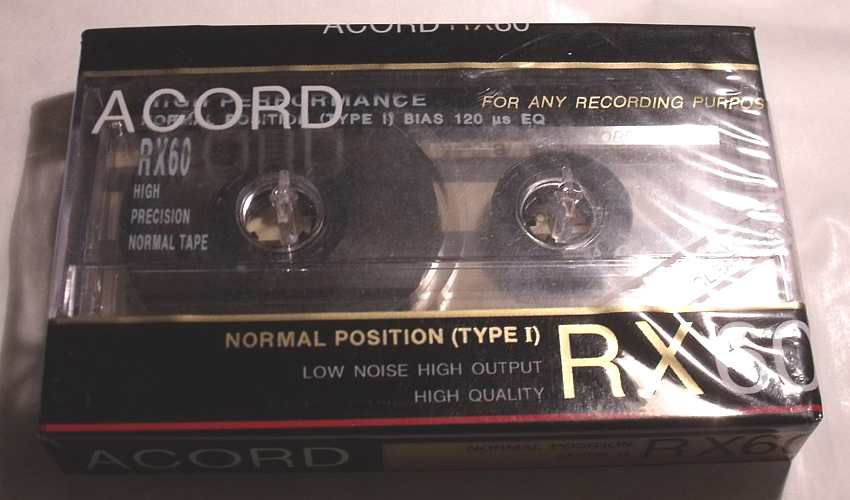 ACORD RX60
HIGH PERFORMANCE
FOR ANY RECORDING PURPOS
ACORD
NORMAL POSITION (TYPE I) BIAS 120 µs EQ
RX60
HIGH
PRECISION
NORMAL TAPE
NORMAL POSITION (TYPE I)
LOW NOISE HIGH OUTPUT
HIGH QUALITY
RX60
ACORD
NORMAL POSITION
(TYPE I)
RX60